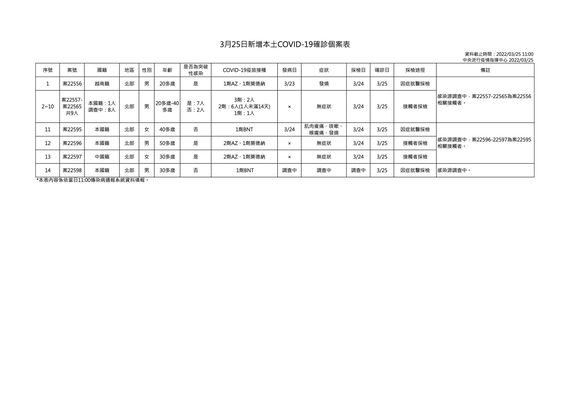 3月25日新增本土COVID-19確診個案表
資料截止時間：2022/03/25 11:00
中央流行疫情指揮中心 2022/03/25
序號 案號 國籍 地區 性別 年齡 是否為突破性感染 COVID-19疫苗接種 發病日 症狀 採檢日 確診日 採檢途徑 備註
1 案22556 越南籍 北部 男 20多歲 是 1劑AZ、1劑莫德納 3/23 發燒 3/24 3/25 因症就醫採檢 感染源調查中，案22557-22565為案22556相關接觸者。
2~10 案22557-案22565 共9人 本國籍：1人 調查中：8人 北部 男 20多歲-40多歲 是：7人 否：2人 3劑：2人 2劑：6人(1人未滿14天) 1劑：1人 × 無症狀 3/24 3/25 接觸者採檢
11 案22595 本國籍 北部 女 40多歲 否 1劑BNT 3/24 肌肉痠痛、咳嗽、喉嚨痛、發燒 3/24 3/25 因症就醫採檢 感染源調查中，案22596-22597為案22595相關接觸者。
12 案22596 本國籍 北部 男 50多歲 是 2劑AZ、1劑莫德納 × 無症狀 3/24 3/25 接觸者採檢
13 案22597 中國籍 北部 女 30多歲 是 2劑AZ、1劑莫德納 × 無症狀 3/24 3/25 接觸者採檢
14 案22598 本國籍 北部 男 30多歲 否 1劑BNT 調查中 調查中 調查中 3/25 因症就醫採檢 感染源調查中。
*本表內容係依當日11:00傳染病通報系統資料彙報。